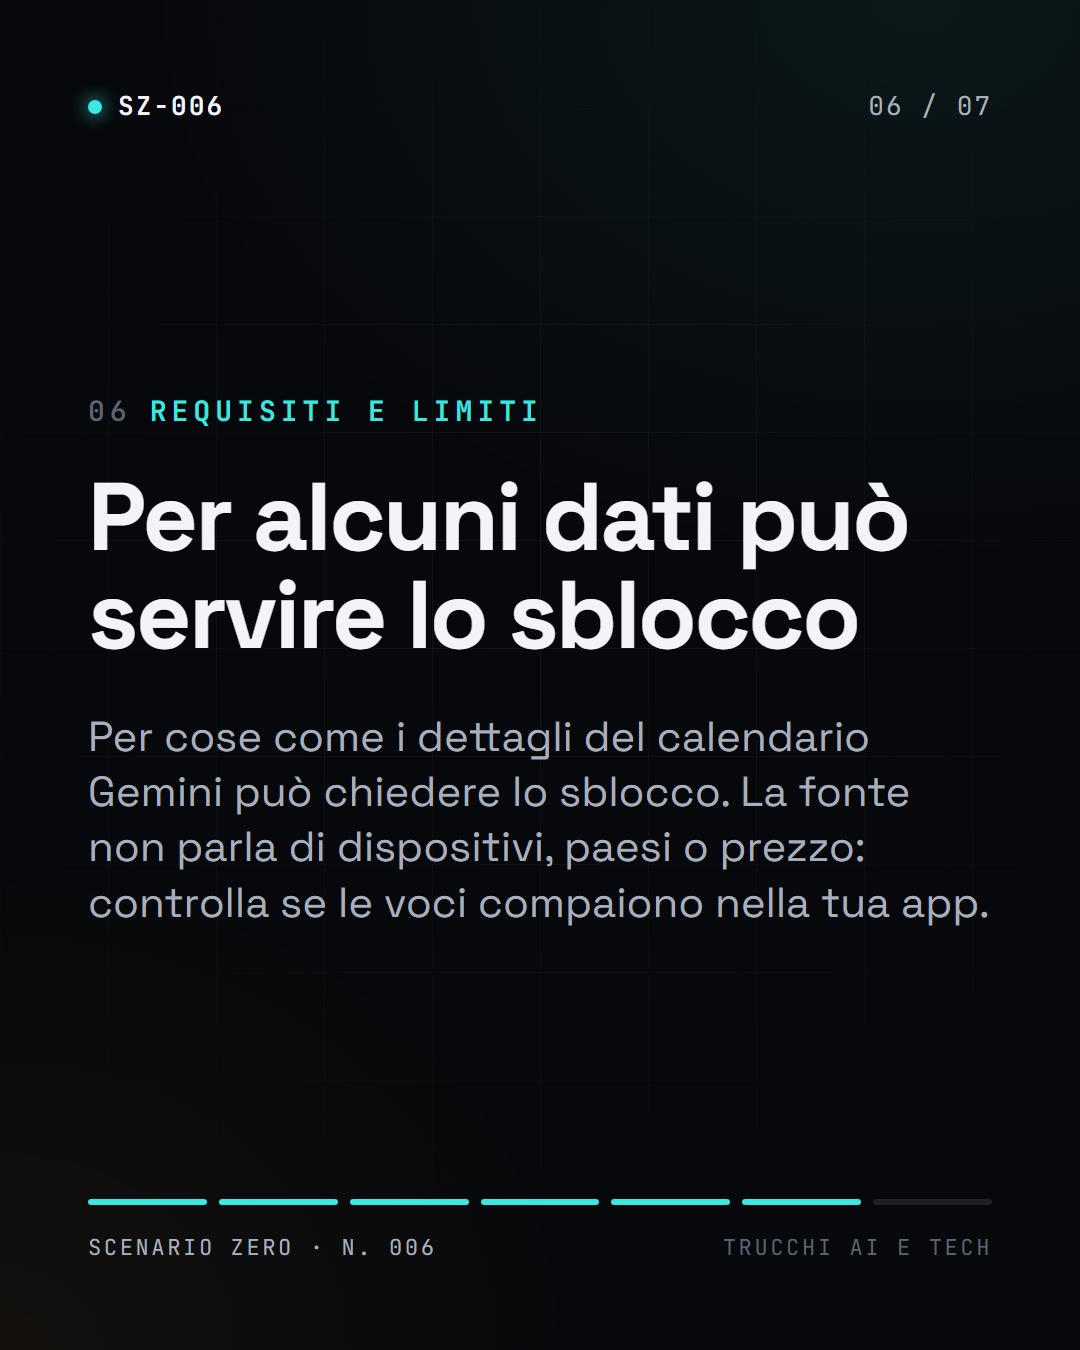 SZ-006
06 / 07
06 REQUISITI E LIMITI
Per alcuni dati può
servire lo sblocco
Per cose come i dettagli del calendario
Gemini può chiedere lo sblocco. La fonte
non parla di dispositivi, paesi o prezzo:
controlla se le voci compaiono nella tua app.
SCENARIO ZERO · N. 006
TRUCCHI AI E TECH